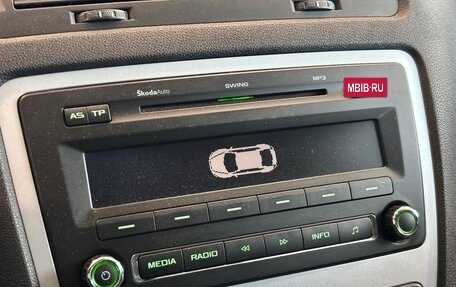 ŠkodaAuto
SWING
MP3
MBIB·RU
AS TP
MEDIA
RADIO
INFO